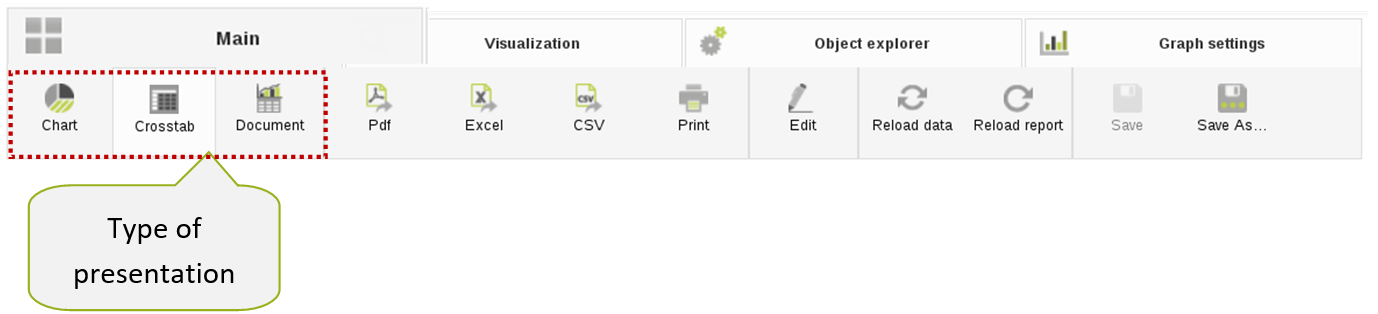 Main
Visualization
Object explorer
Graph settings
Chart
Crosstab
Document
Pdf
Excel
CSV
CSV
Print
Edit
Reload data
Reload report
Save
Save As...
Type of
presentation